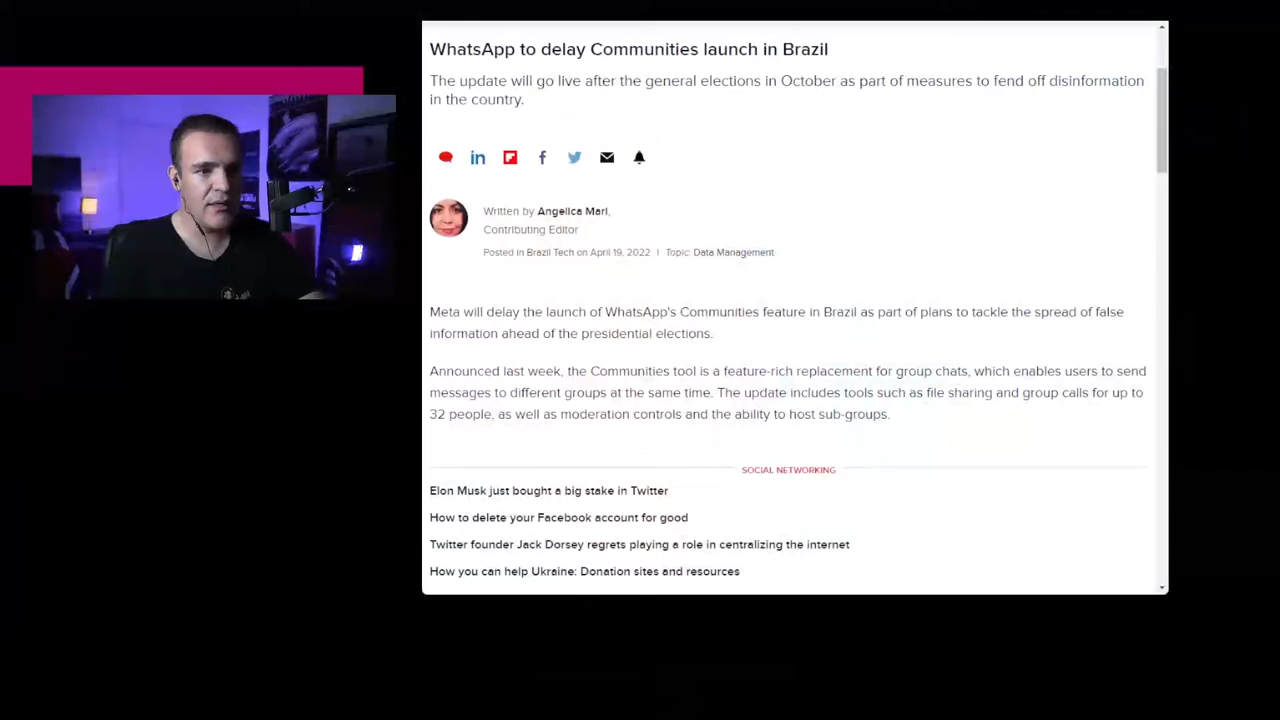 WhatsApp to delay Communities launch in Brazil
The update will go live after the general elections in October as part of measures to fend off disinformation
in the country.
Written by Angelica Mari,
Contributing Editor
Posted in Brazil Tech on April 19, 2022 | Topic: Data Management
Meta will delay the launch of WhatsApp's Communities feature in Brazil as part of plans to tackle the spread of false
information ahead of the presidential elections.
Announced last week, the Communities tool is a feature-rich replacement for group chats, which enables users to send
messages to different groups at the same time. The update includes tools such as file sharing and group calls for up to
32 people, as well as moderation controls and the ability to host sub-groups.
SOCIAL NETWORKING
Elon Musk just bought a big stake in Twitter
How to delete your Facebook account for good
Twitter founder Jack Dorsey regrets playing a role in centralizing the internet
How you can help Ukraine: Donation sites and resources